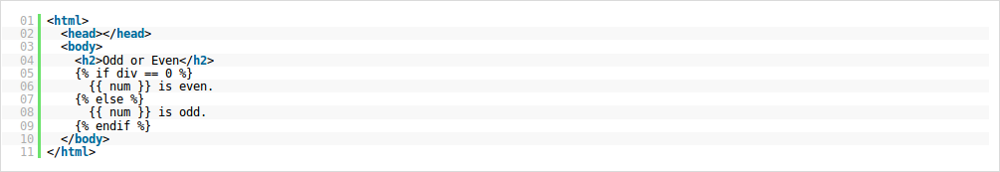 01 <html>
02   <head></head>
03   <body>
04     <h2>Odd or Even</h2>
05     {% if div == 0 %}
06       {{ num }} is even.
07     {% else %}
08       {{ num }} is odd.
09     {% endif %}
10   </body>
11 </html>